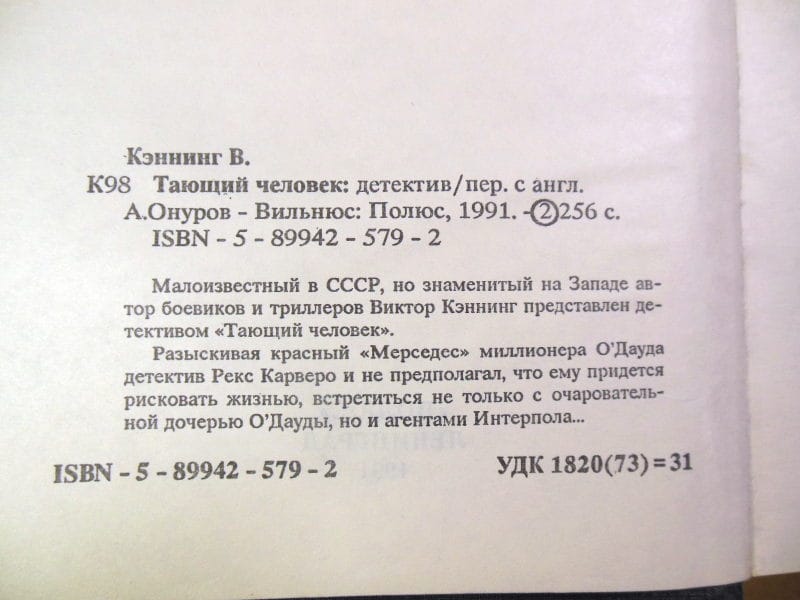 Кэннинг В.
К98 Тающий человек: детектив/пер. с англ.
А.Онуров – Вильнюс: Полюс, 1991. -②256 с.
ISBN – 5 – 89942 – 579 – 2
Малоизвестный в СССР, но знаменитый на Западе ав-
тор боевиков и триллеров Виктор Кэннинг представлен де-
тективом «Тающий человек».
Разыскивая красный «Мерседес» миллионера О'Дауда
детектив Рекс Карверо и не предполагал, что ему придется
рисковать жизнью, встретиться не только с очарователь-
ной дочерью О'Дауды, но и агентами Интерпола...
ISBN – 5 – 89942 – 579 – 2 УДК 1820(73) = 31